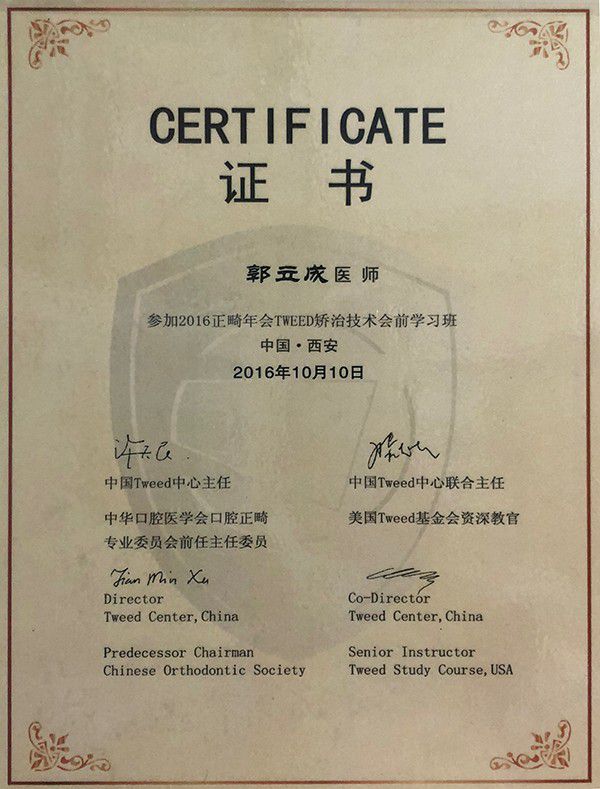 CERTIFICATE
证 书
郭立成 医师
参加2016正畸年会TWEED矫治技术会前学习班
中国·西安
2016年10月10日
许天民
中国Tweed中心主任
中国Tweed中心联合主任
中华口腔医学会口腔正畸
专业委员会前任主任委员
美国Tweed基金会资深教官
Tian Min Xu
Director
Tweed Center,China
Co-Director
Tweed Center,China
Predecessor Chairman
Chinese Orthodontic Society
Senior Instructor
Tweed Study Course,USA